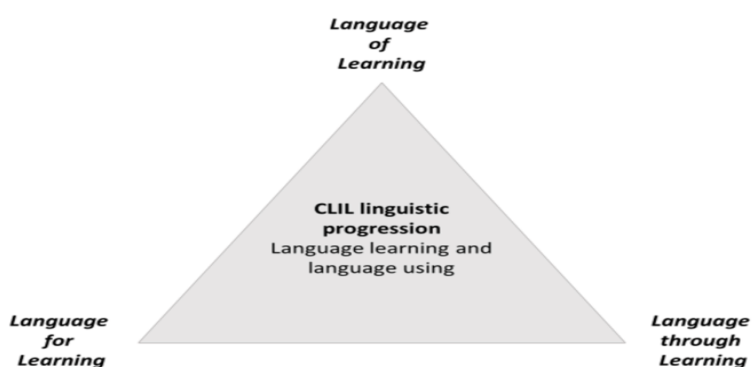 Language
of
Learning
CLIL linguistic
progression
Language learning and
language using
Language
for
Learning
Language
through
Learning